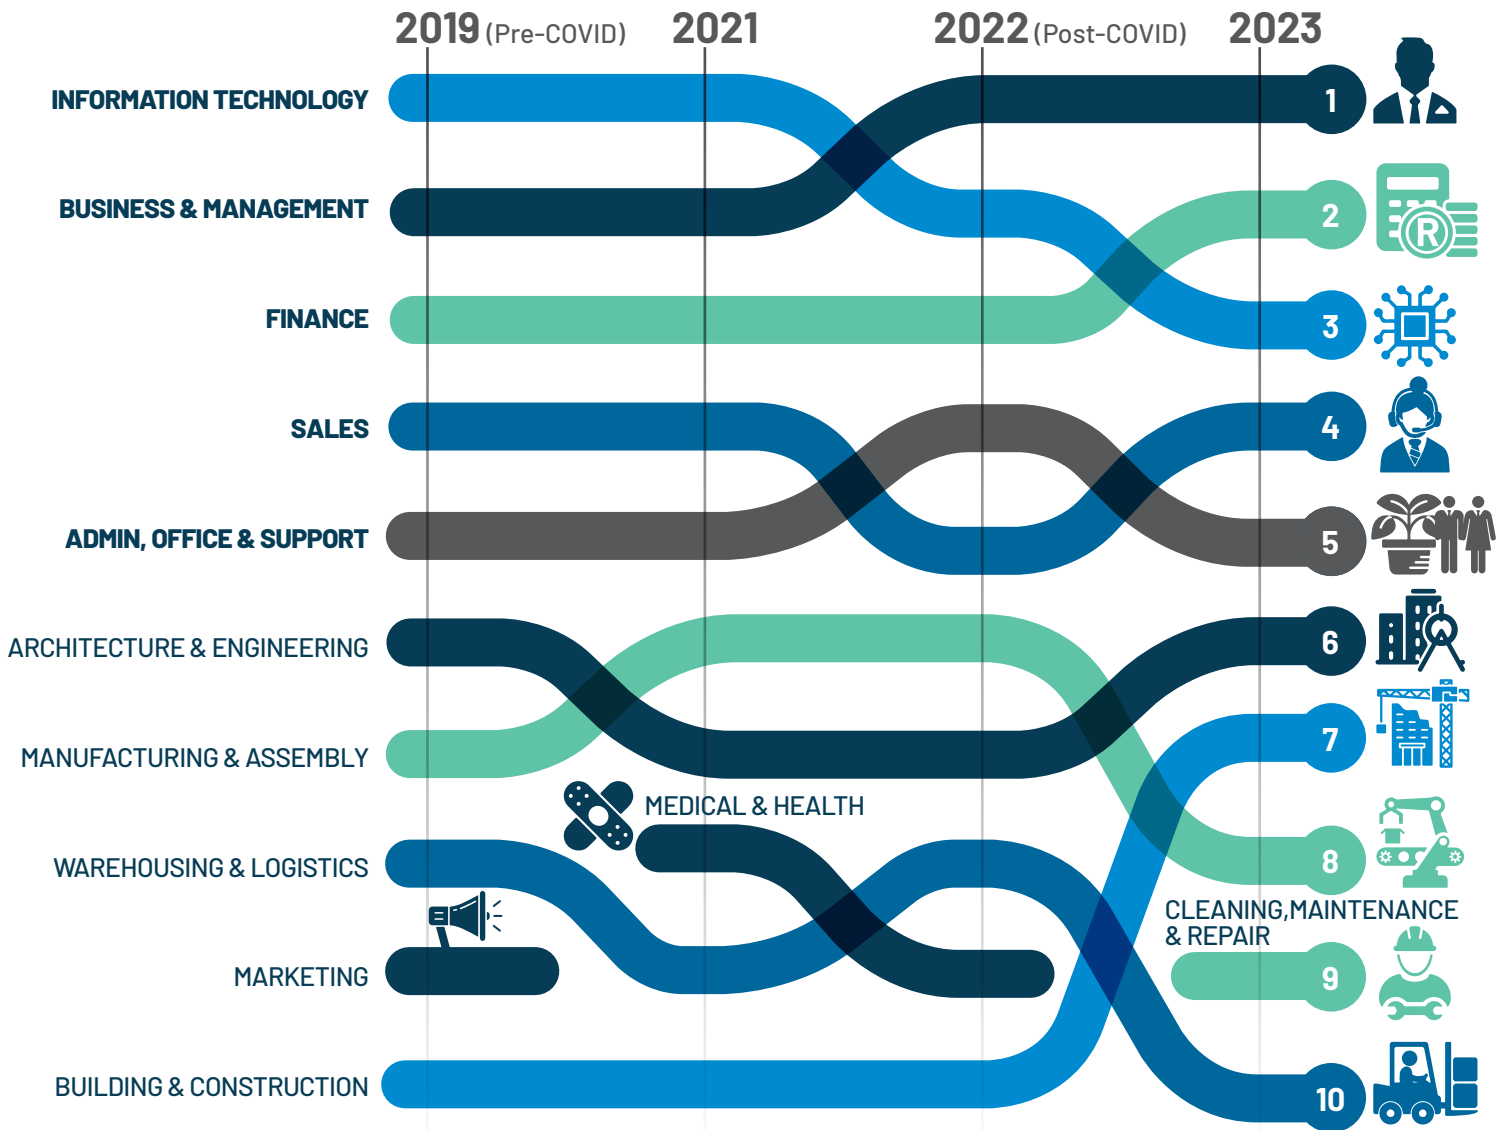 2019 (Pre-COVID)
2021
2022 (Post-COVID)
2023
INFORMATION TECHNOLOGY
1
BUSINESS & MANAGEMENT
2
R
FINANCE
3
SALES
4
ADMIN, OFFICE & SUPPORT
5
ARCHITECTURE & ENGINEERING
6
MANUFACTURING & ASSEMBLY
7
MEDICAL & HEALTH
WAREHOUSING & LOGISTICS
8
CLEANING,MAINTENANCE
& REPAIR
MARKETING
9
BUILDING & CONSTRUCTION
10